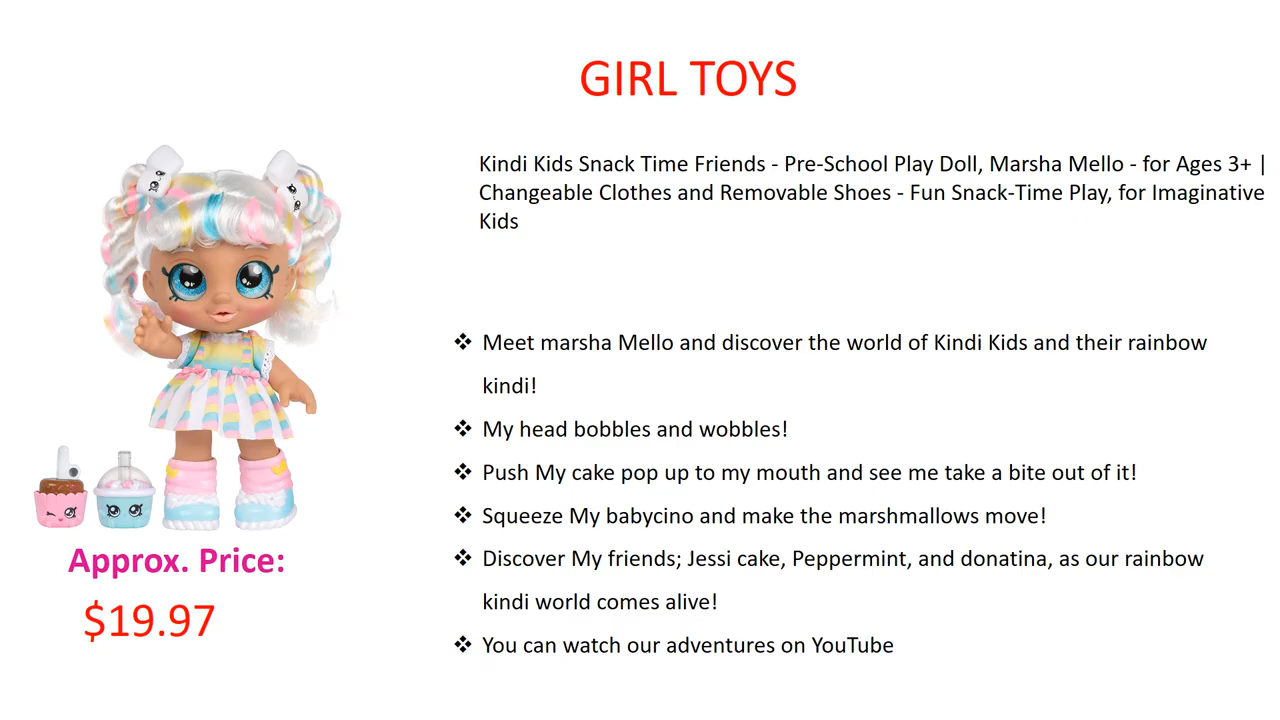 GIRL TOYS
Kindi Kids Snack Time Friends - Pre-School Play Doll, Marsha Mello - for Ages 3+ |
Changeable Clothes and Removable Shoes - Fun Snack-Time Play, for Imaginative
Kids
❖ Meet marsha Mello and discover the world of Kindi Kids and their rainbow
kindi!
❖ My head bobbles and wobbles!
❖ Push My cake pop up to my mouth and see me take a bite out of it!
❖ Squeeze My babycino and make the marshmallows move!
❖ Discover My friends; Jessi cake, Peppermint, and donatina, as our rainbow
kindi world comes alive!
❖ You can watch our adventures on YouTube
Approx. Price:
$19.97